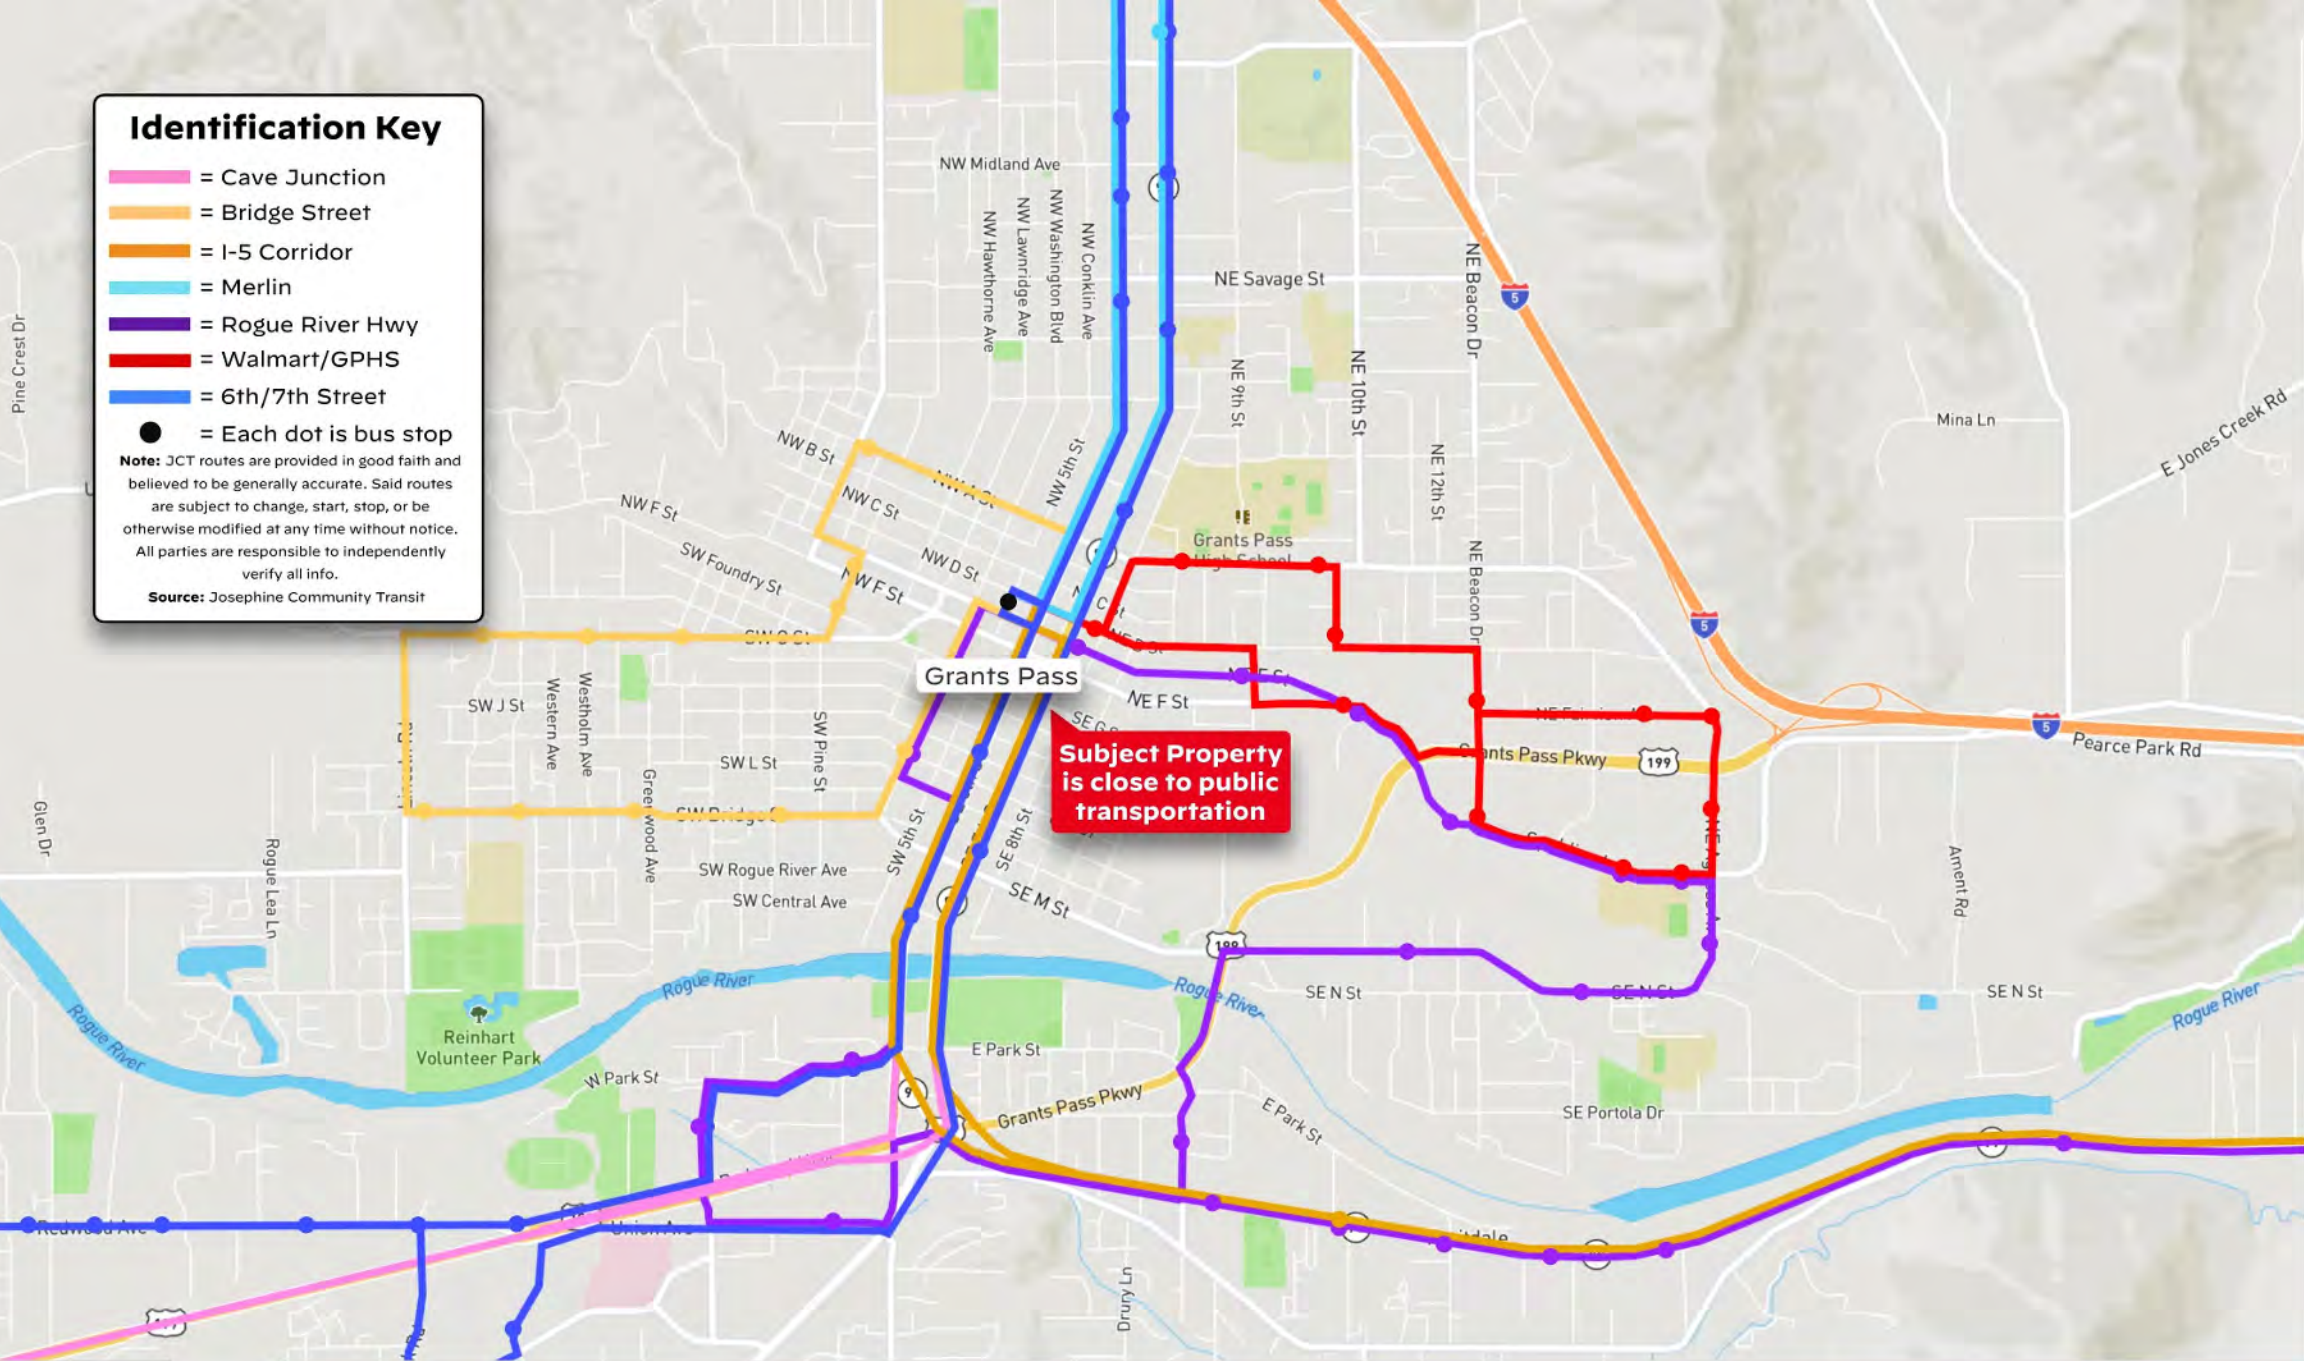 Identification Key
= Cave Junction
= Bridge Street
= I-5 Corridor
= Merlin
= Rogue River Hwy
= Walmart/GPHS
= 6th/7th Street
= Each dot is bus stop
Note: JCT routes are provided in good faith and
believed to be generally accurate. Said routes
are subject to change, start, stop, or be
otherwise modified at any time without notice.
All parties are responsible to independently
verify all info.
Source: Josephine Community Transit
NW Midland Ave
NW Hawthorne Ave
NW Lawnridge Ave
NW Washington Blvd
NW Conklin Ave
NE Savage St
NE Beacon Dr
5
Pine Crest Dr
NE 9th St
NE 10th St
Mina Ln
E Jones Creek Rd
NW B St
NW 5th St
NE 12th St
NW A St
NW C St
NW F St
Grants Pass
High School
SW Foundry St
NW D St
NW F St
NE Beacon Dr
5
Grants Pass
NE F St
SW J St
Western Ave
Westholm Ave
SW Pine St
SE G S
5
Pearce Park Rd
Subject Property
is close to public
transportation
Grants Pass Pkwy
199
SW L St
Greenwood Ave
SW Bridge
Glen Dr
Rogue Lea Ln
SW 5th St
SE 8th St
SW Rogue River Ave
SW Central Ave
SE M St
Ament Rd
199
Rogue River
Rogue River
SE N St
SE N St
SE N St
Rogue River
Rogue River
Reinhart
Volunteer Park
E Park St
W Park St
Grants Pass Pkwy
E Park St
SE Portola Dr
Redwood Ave
Union Ave
Drury Ln